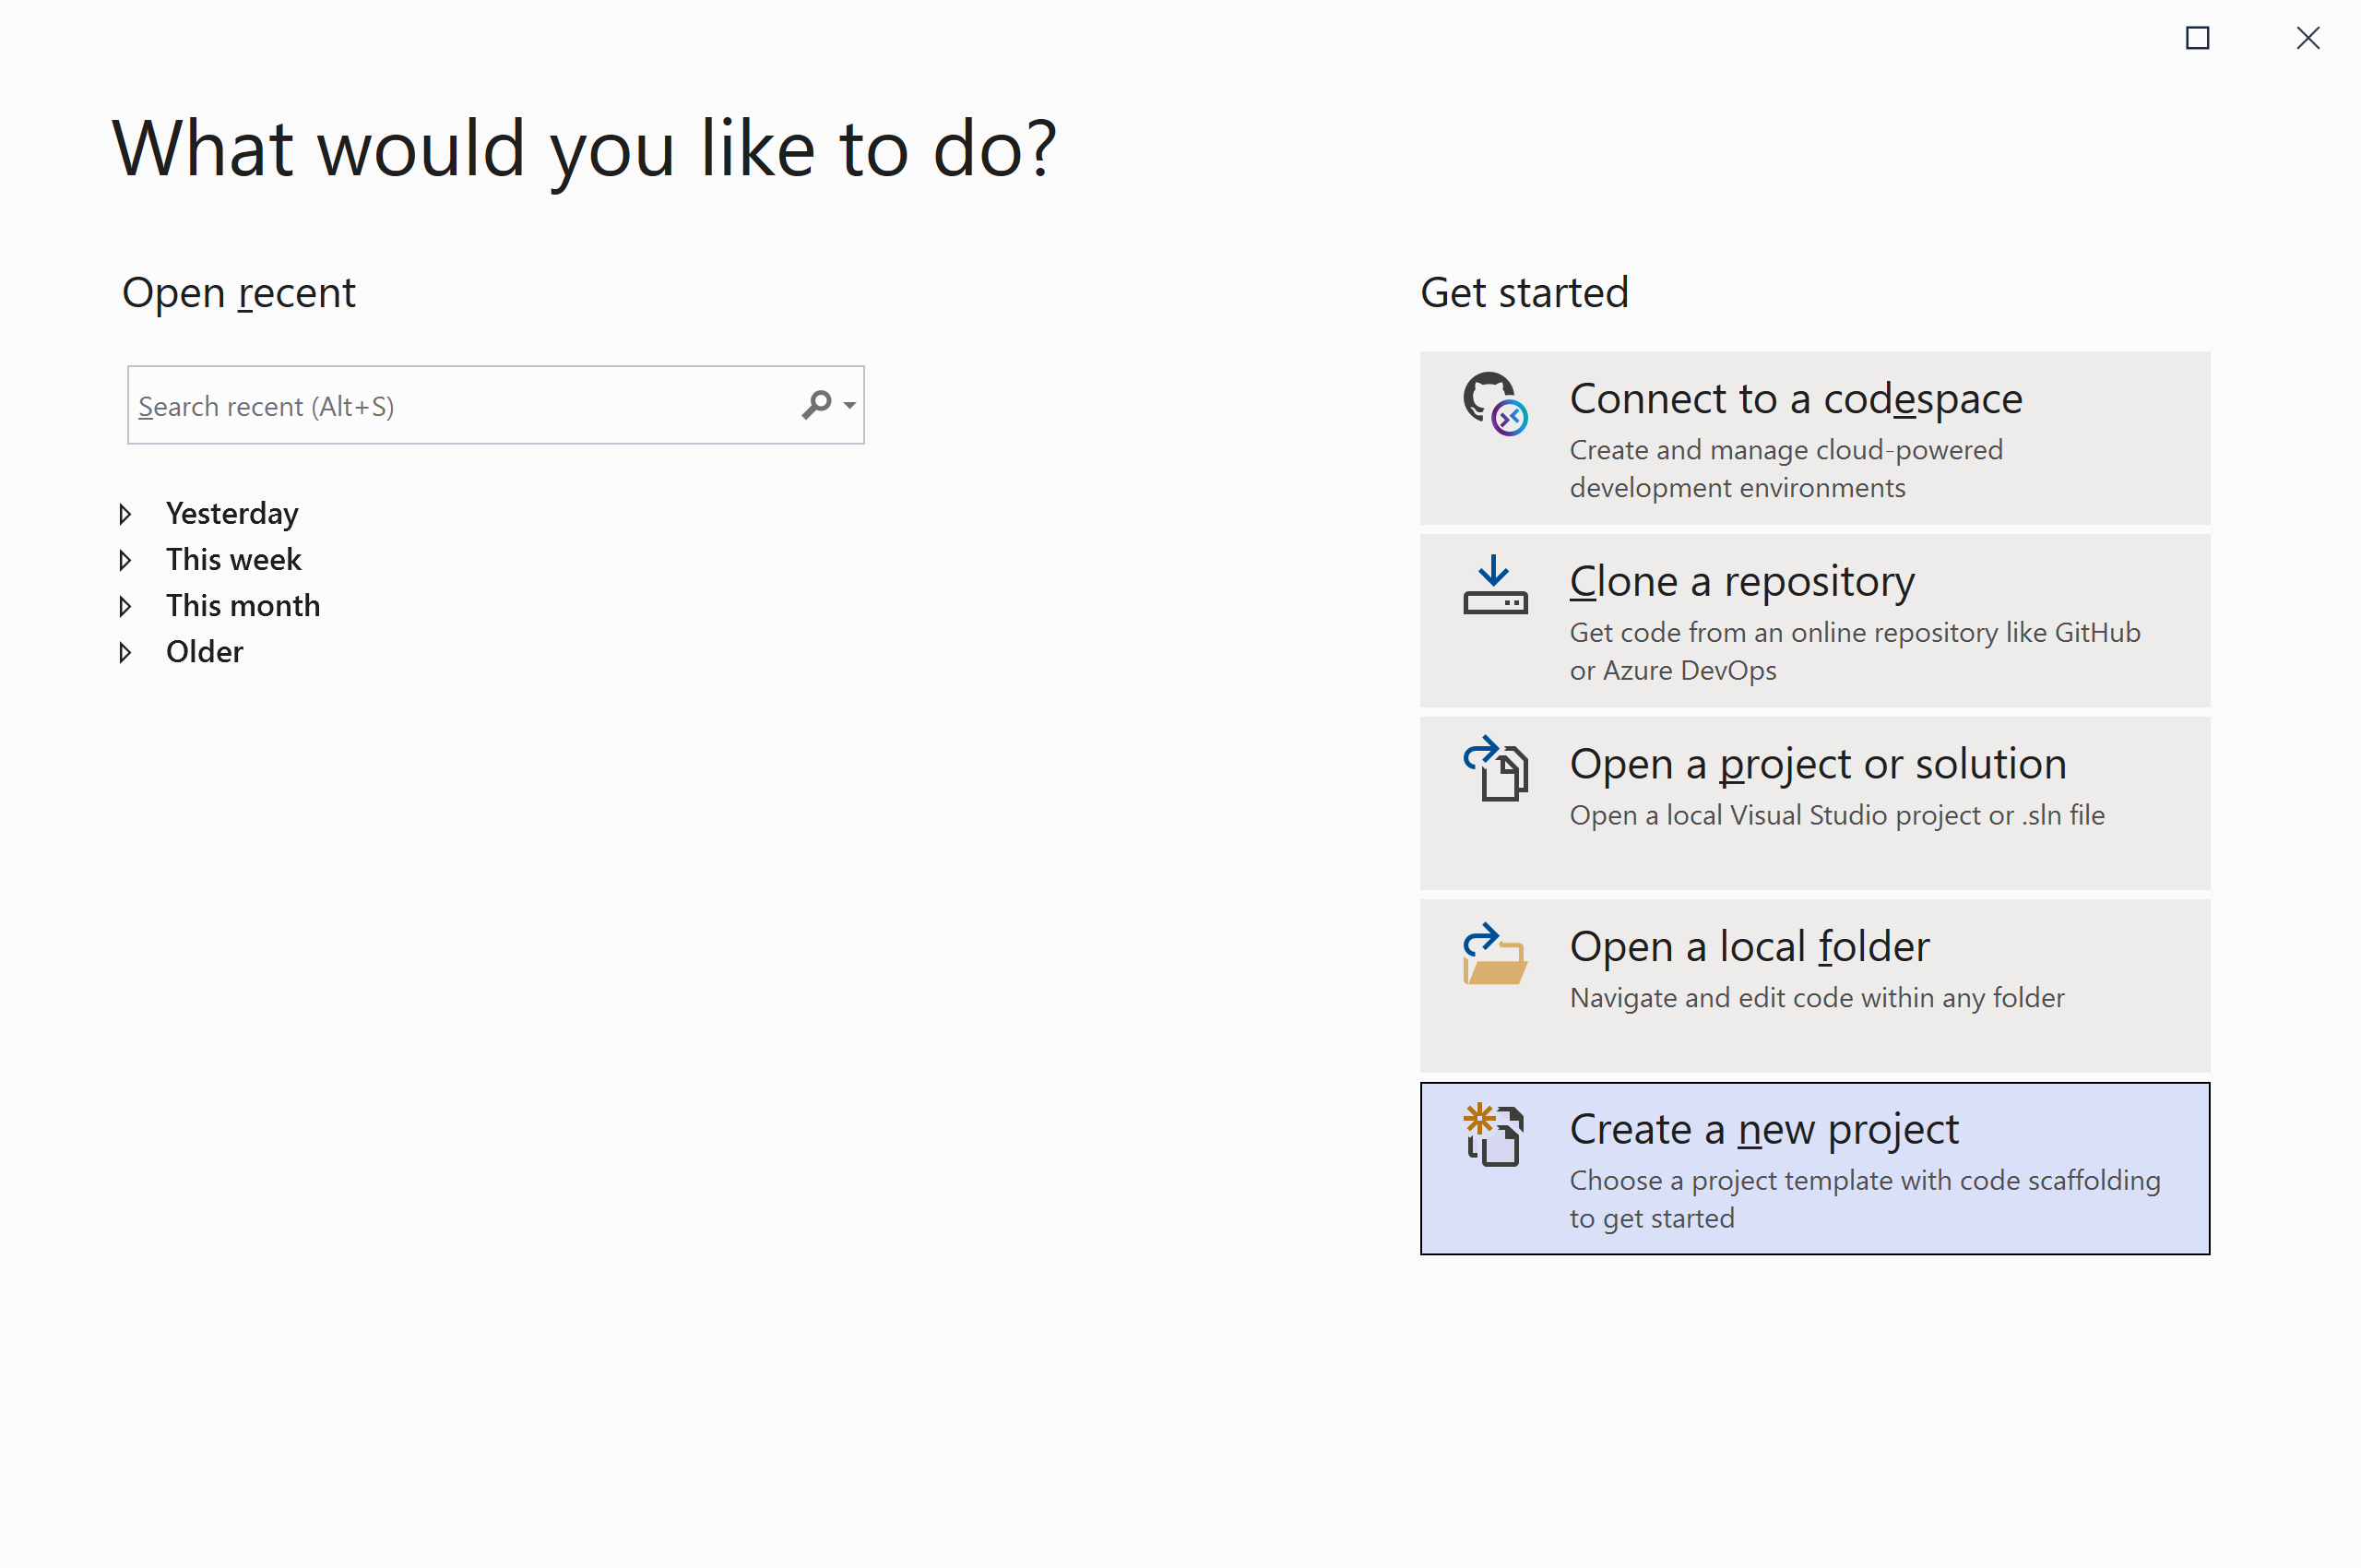 What would you like to do?
Open recent
Search recent (Alt+S)
Yesterday
This week
This month
Older
Get started
Connect to a codespace
Create and manage cloud-powered
development environments
Clone a repository
Get code from an online repository like GitHub
or Azure DevOps
Open a project or solution
Open a local Visual Studio project or .sln file
Open a local folder
Navigate and edit code within any folder
Create a new project
Choose a project template with code scaffolding
to get started